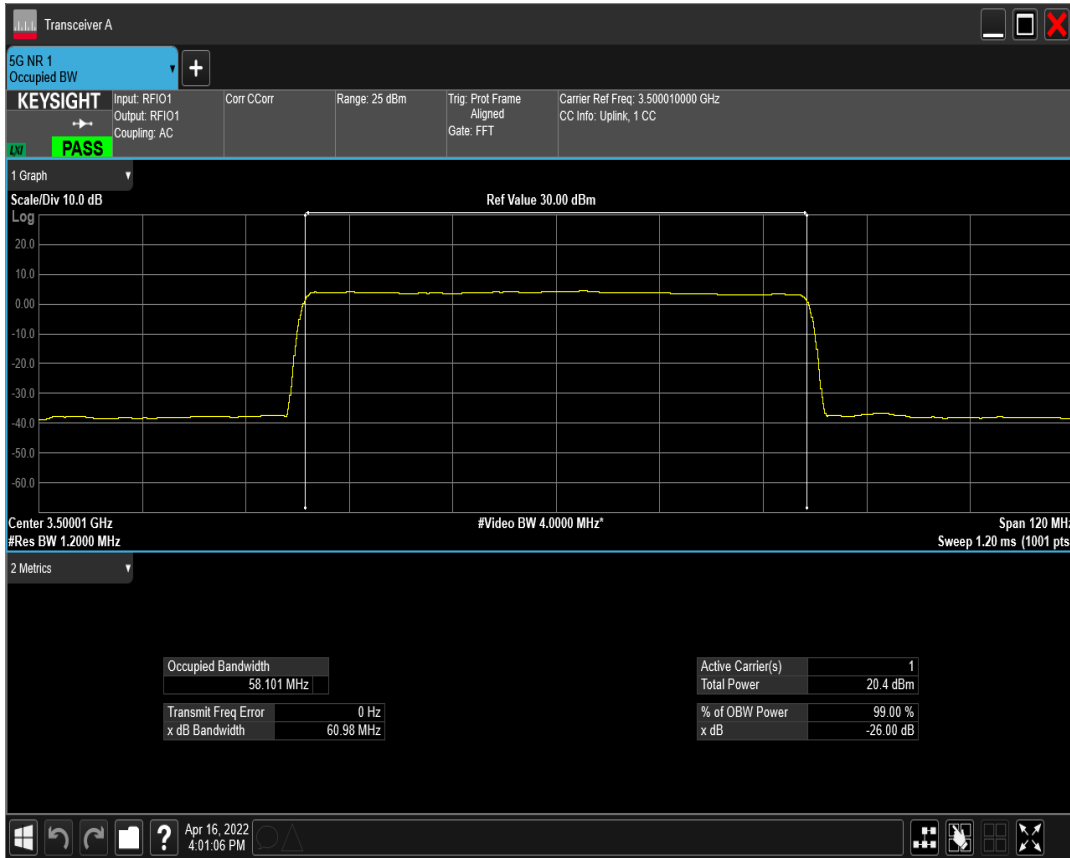 Transceiver A
5G NR 1
Occupied BW
+
KEYSIGHT
LXI
PASS
Input: RFIO1
Output: RFIO1
Coupling: AC
Corr CCorr
Range: 25 dBm
Trig: Prot Frame
Aligned
Gate: FFT
Carrier Ref Freq: 3.500010000 GHz
CC Info: Uplink, 1 CC
1 Graph
Scale/Div 10.0 dB
Ref Value 30.00 dBm
Log
20.0
10.0
0.00
-10.0
-20.0
-30.0
-40.0
-50.0
-60.0
Center 3.50001 GHz
#Video BW 4.0000 MHz*
Span 120 MHz
#Res BW 1.2000 MHz
Sweep 1.20 ms (1001 pts
2 Metrics
Occupied Bandwidth
58.101 MHz
Transmit Freq Error 0 Hz
x dB Bandwidth 60.98 MHz
Active Carrier(s) 1
Total Power 20.4 dBm
% of OBW Power 99.00 %
x dB -26.00 dB
?
Apr 16, 2022
4:01:06 PM